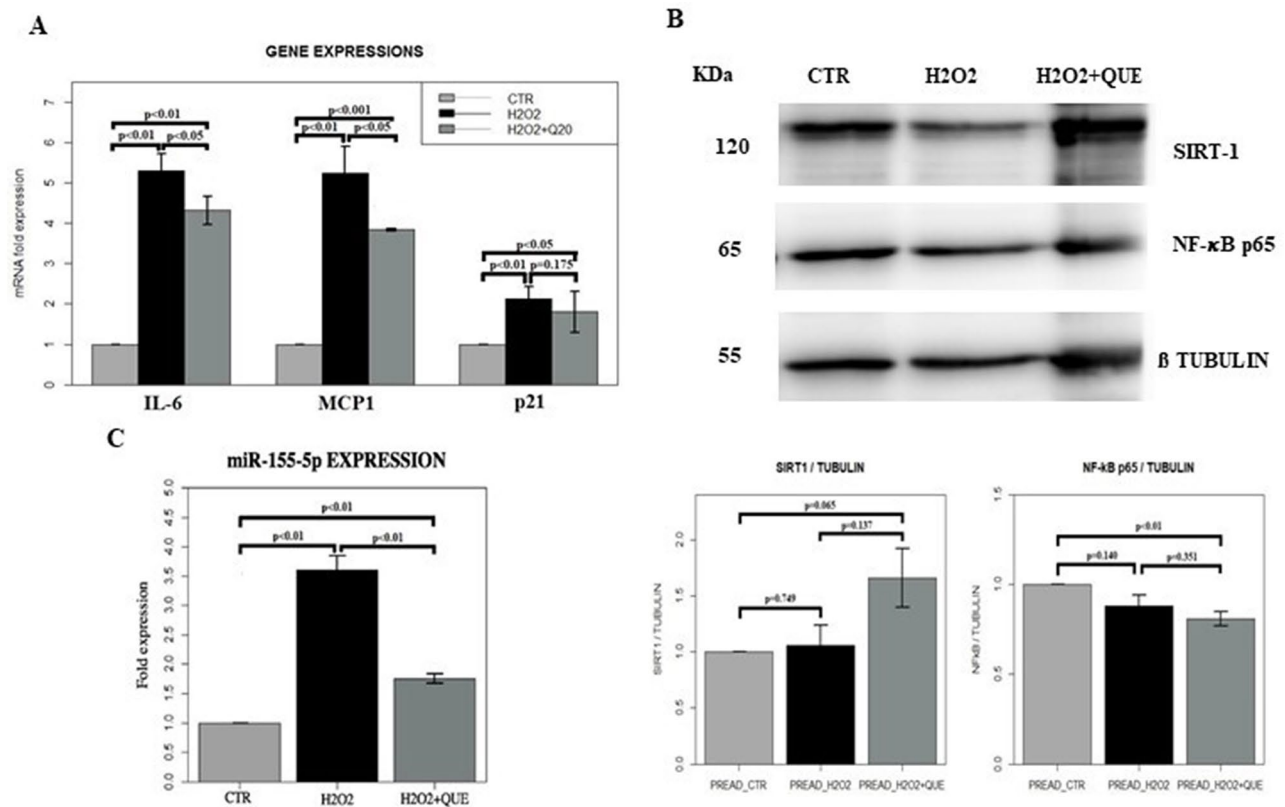 A
GENE EXPRESSIONS
mRNA fold expression
0
1
2
3
4
5
6
7
CTR
H2O2
H2O2+Q20
p<0.01
p<0.01
p<0.05
p<0.001
p<0.01
p<0.05
p<0.05
p<0.01
p=0.175
IL-6
MCP1
p21
B
KDa
CTR
H2O2
H2O2+QUE
120
SIRT-1
65
NF-κB p65
55
ß TUBULIN
C
miR-155-5p EXPRESSION
Fold expression
0.0
0.5
1.0
1.5
2.0
2.5
3.0
3.5
4.0
4.5
5.0
p<0.01
p<0.01
p<0.01
CTR
H2O2
H2O2+QUE
SIRT1 / TUBULIN
SIRT1 / TUBULIN
0.0
0.5
1.0
1.5
2.0
p=0.065
p=0.137
p=0.749
PREAD_CTR
PREAD_H2O2
PREAD_H2O2+QUE
NF-kB p65 / TUBULIN
NFkB / TUBULIN
0.0
0.5
1.0
1.5
p<0.01
p=0.140
p=0.351
PREAD_CTR
PREAD_H2O2
PREAD_H2O2+QUE